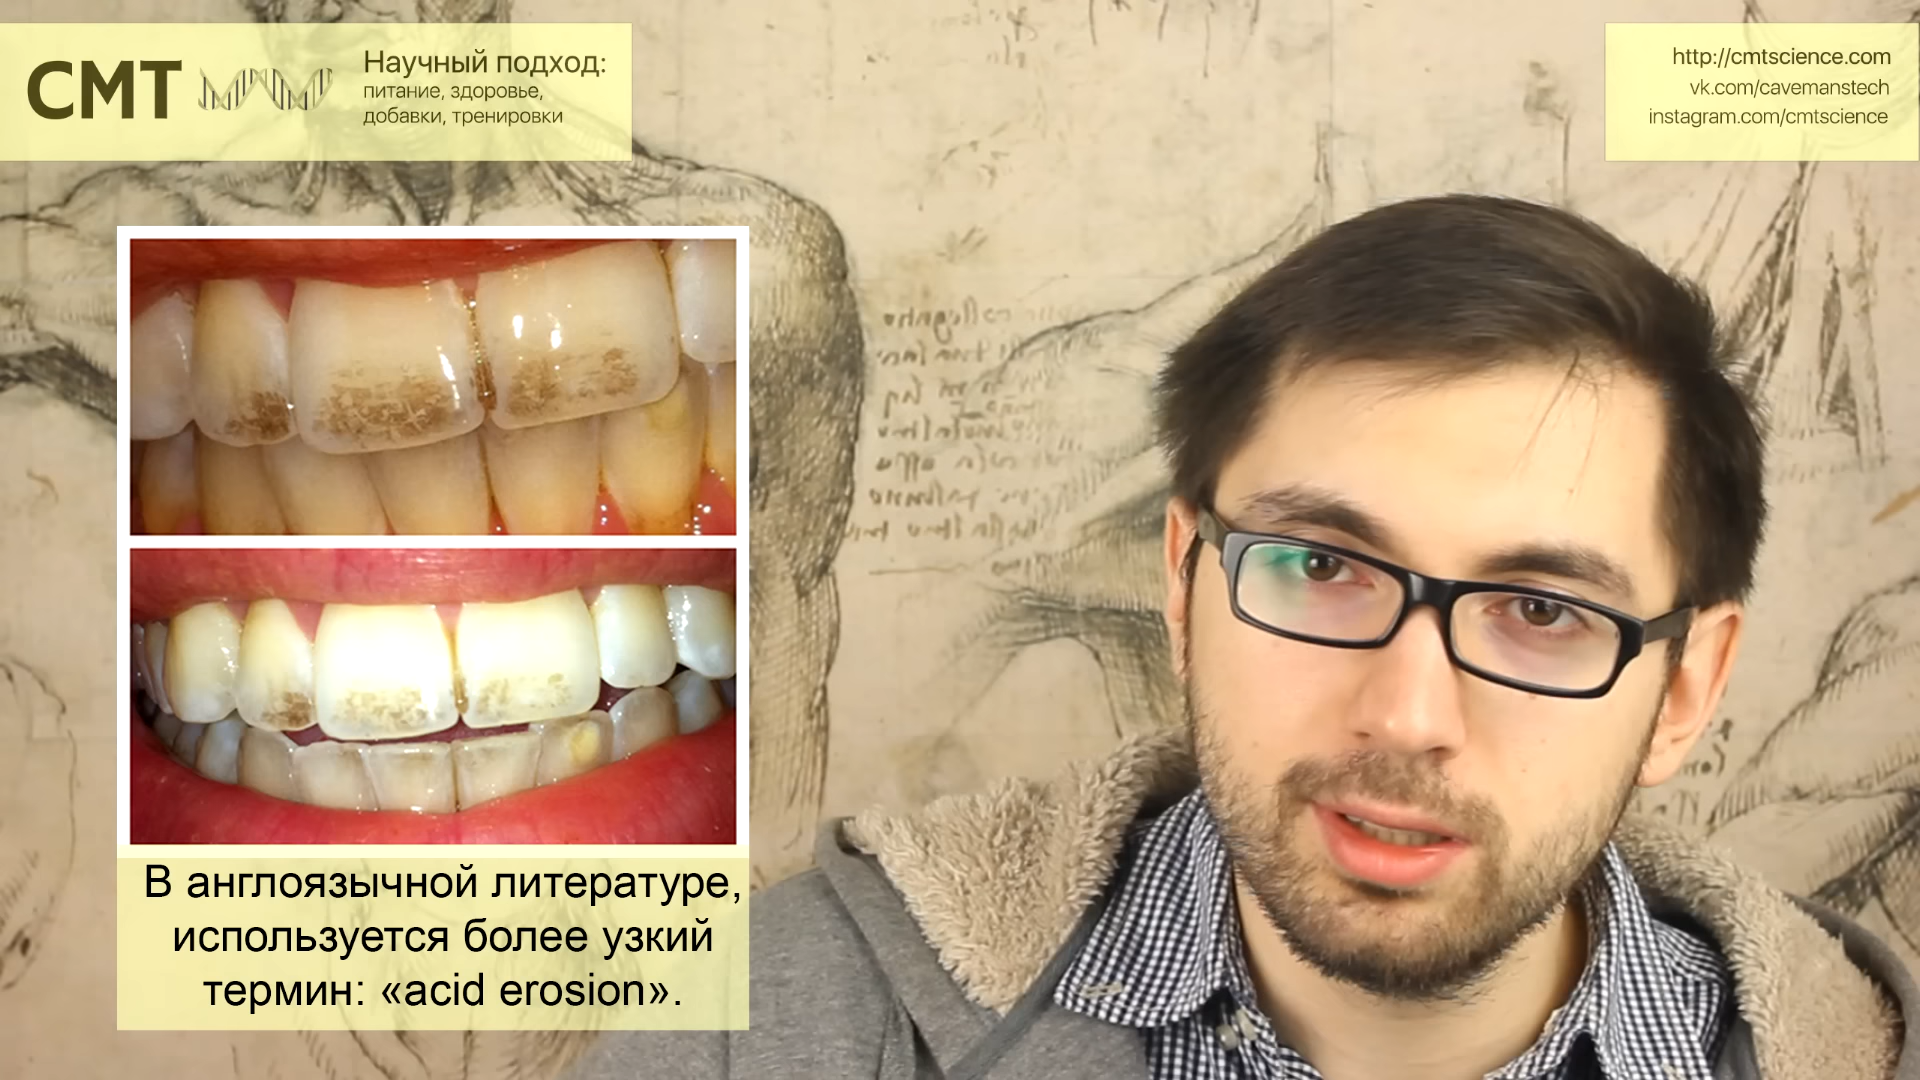 CMT
Научный подход:
питание, здоровье,
добавки, тренировки
http://cmtscience.com
vk.com/cavemanstech
instagram.com/cmtscience
В англоязычной литературе,
используется более узкий
термин: «acid erosion».